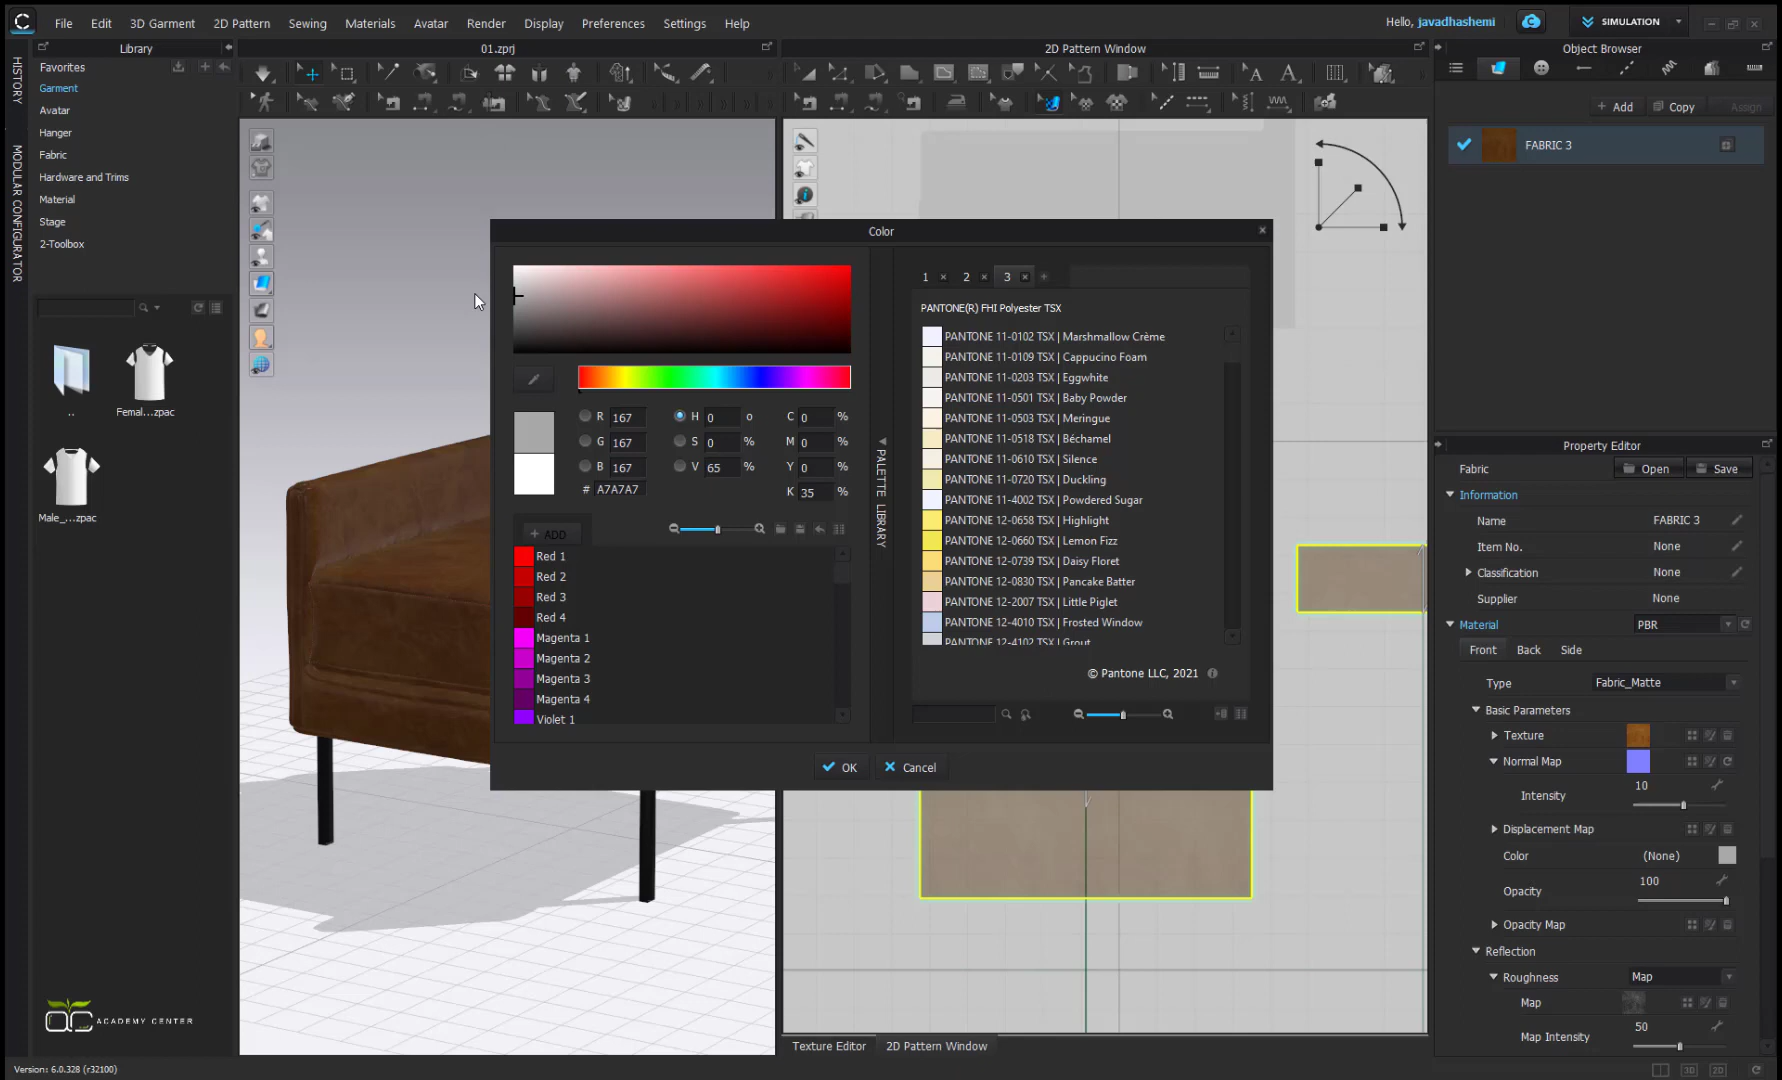 File Edit 3D Garment 2D Pattern Sewing Materials Avatar Render Display Preferences Settings Help
Hello, javadhashemi
SIMULATION
HISTORY
MODULAR CONFIGURATOR
Library
Favorites
Garment
Avatar
Hanger
Fabric
Hardware and Trims
Material
Stage
2-Toolbox
..
Femal...zpac
Male_...zpac
ACADEMY CENTER
Version: 6.0.328 (r32100)
01.zprj
2D Pattern Window
Color
R 167
G 167
B 167
# A7A7A7
H 0 o
S 0 %
V 65 %
C 0 %
M 0 %
Y 0 %
K 35 %
+ ADD
Red 1
Red 2
Red 3
Red 4
Magenta 1
Magenta 2
Magenta 3
Magenta 4
Violet 1
PALETTE LIBRARY
1 2 3
PANTONE(R) FHI Polyester TSX
PANTONE 11-0102 TSX | Marshmallow Crème
PANTONE 11-0109 TSX | Cappucino Foam
PANTONE 11-0203 TSX | Eggwhite
PANTONE 11-0501 TSX | Baby Powder
PANTONE 11-0503 TSX | Meringue
PANTONE 11-0518 TSX | Béchamel
PANTONE 11-0610 TSX | Silence
PANTONE 11-0720 TSX | Duckling
PANTONE 11-4002 TSX | Powdered Sugar
PANTONE 12-0658 TSX | Highlight
PANTONE 12-0660 TSX | Lemon Fizz
PANTONE 12-0739 TSX | Daisy Floret
PANTONE 12-0830 TSX | Pancake Batter
PANTONE 12-2007 TSX | Little Piglet
PANTONE 12-4010 TSX | Frosted Window
PANTONE 12-4102 TSX | Grout
© Pantone LLC, 2021
OK
Cancel
Texture Editor 2D Pattern Window
Object Browser
+ Add Copy Assign
FABRIC 3
Property Editor
Fabric Open Save
Information
Name FABRIC 3
Item No. None
Classification None
Supplier None
Material PBR
Front Back Side
Type Fabric_Matte
Basic Parameters
Texture
Normal Map
Intensity 10
Displacement Map
Color (None)
Opacity 100
Opacity Map
Reflection
Roughness Map
Map
Map Intensity 50
3D 2D